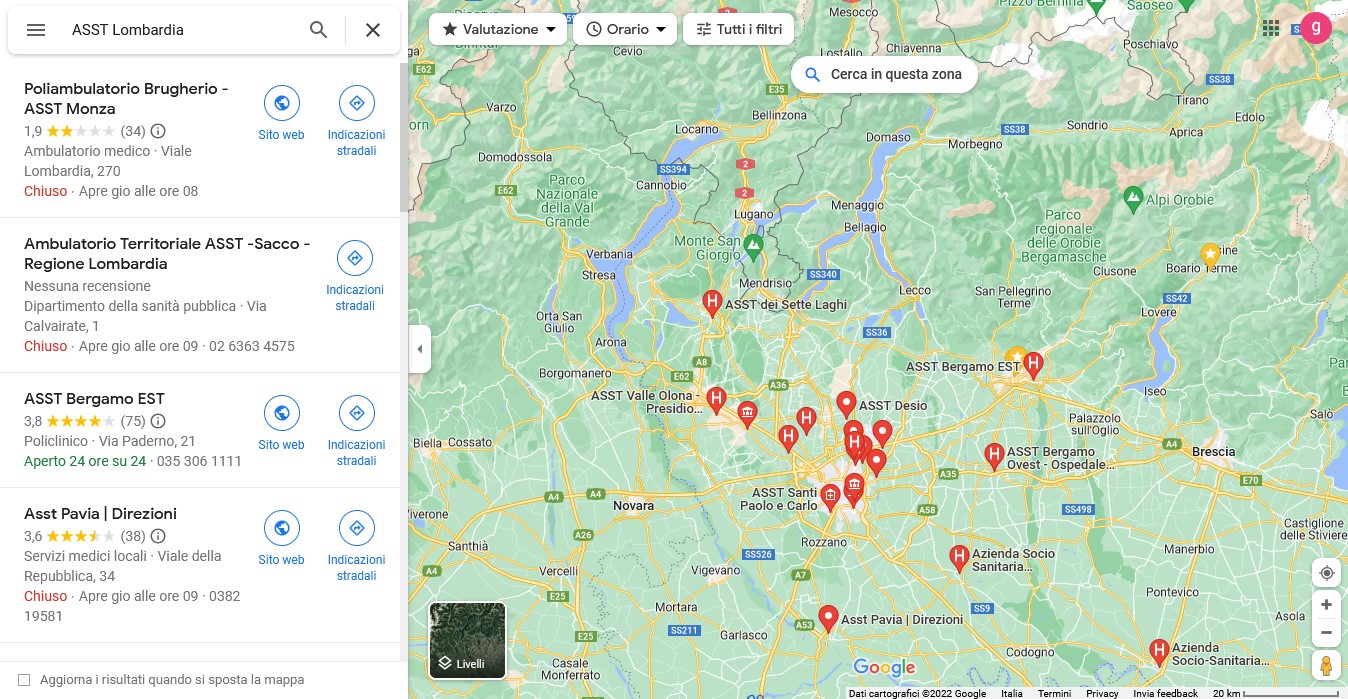 ASST Lombardia
Valutazione
Orario
Tutti i filtri
Cerca in questa zona
g
Poliambulatorio Brugherio -
ASST Monza
1,9 (34)
Ambulatorio medico · Viale
Lombardia, 270
Chiuso · Apre gio alle ore 08
Sito web
Indicazioni
stradali
Ambulatorio Territoriale ASST -Sacco -
Regione Lombardia
Nessuna recensione
Dipartimento della sanità pubblica · Via
Calvairate, 1
Chiuso · Apre gio alle ore 09 · 02 6363 4575
Indicazioni
stradali
ASST Bergamo EST
3,8 (75)
Policlinico · Via Paderno, 21
Aperto 24 ore su 24 · 035 306 1111
Sito web
Indicazioni
stradali
Asst Pavia | Direzioni
3,6 (38)
Servizi medici locali · Viale della
Repubblica, 34
Chiuso · Apre gio alle ore 09 · 0382
19581
Sito web
Indicazioni
stradali
Aggiorna i risultati quando si sposta la mappa
Mesocco
Saoseo
Cevio
Lostallo
Chiavenna
Poschiavo
E62
E35
SS38
Varzo
Bellinzona
Tirano
Locarno
Domaso
SS38
Sondrio
Edolo
Aprica
Morbegno
Domodossola
SS394
2
E62
Cannobio
Parco
Nazionale
della Val
Grande
2
Menaggio
Alpi Orobie
Lugano
Bellagio
Parco
regionale
delle Orobie
Bergamasche
Monte San
Giorgio
Verbania
Boario Terme
Stresa
Mendrisio
SS340
Clusone
Lecco
San Pellegrino
Terme
SS42
ASST dei Sette Laghi
Lovere
Orta San
Giulio
SS36
Arona
A8
ASST Bergamo EST
Borgomanero
E62
A36
Iseo
ASST Valle Olona -
Presidio...
ASST Desio
Salò
Palazzolo
sull'Oglio
Biella
Cossato
A4
Brescia
ASST Bergamo
Ovest - Ospedale...
A35
E70
A4
A4
ASST Santi
Paolo e Carlo
Novara
A58
SS498
A26
Castiglione
delle Stiviere
Santhià
Rozzano
Manerbio
SS526
Azienda Socio
Sanitaria...
A4
Vercelli
Vigevano
A7
E25
Pontevico
Mortara
SS9
Asola
A53
Asst Pavia | Direzioni
SS211
Garlasco
E25
Codogno
Azienda
Socio-Sanitaria...
Casale
Monferrato
Livelli
Google
Dati cartografici ©2022 Google
Italia
Termini
Privacy
Invia feedback
20 km